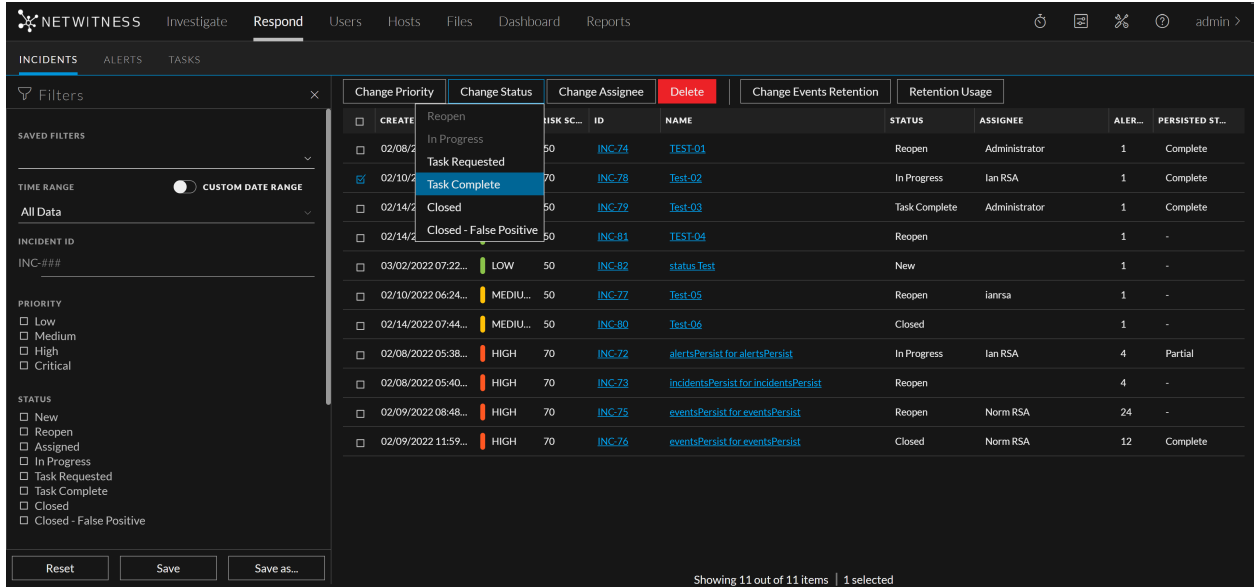 NETWITNESS Investigate Respond Users Hosts Files Dashboard Reports admin >
INCIDENTS ALERTS TASKS
Filters
SAVED FILTERS
TIME RANGE CUSTOM DATE RANGE
All Data
INCIDENT ID
INC-###
PRIORITY
Low
Medium
High
Critical
STATUS
New
Reopen
Assigned
In Progress
Task Requested
Task Complete
Closed
Closed - False Positive
Reset Save Save as...
Change Priority Change Status Change Assignee Delete Change Events Retention Retention Usage
Reopen
In Progress
Task Requested
Task Complete
Closed
Closed - False Positive
CREATE ISK SC... ID NAME STATUS ASSIGNEE ALER... PERSISTED ST...
02/08/2 50 INC-74 TEST-01 Reopen Administrator 1 Complete
02/10/2 70 INC-78 Test-02 In Progress Ian RSA 1 Complete
02/14/2 50 INC-79 Test-03 Task Complete Administrator 1 Complete
02/14/2 50 INC-81 TEST-04 Reopen 1 -
03/02/2022 07:22... LOW 50 INC-82 status Test New 1 -
02/10/2022 06:24... MEDIU... 50 INC-77 Test-05 Reopen ianrsa 1 -
02/14/2022 07:44... MEDIU... 50 INC-80 Test-06 Closed 1 -
02/08/2022 05:38... HIGH 70 INC-72 alertsPersist for alertsPersist In Progress Ian RSA 4 Partial
02/08/2022 05:40... HIGH 70 INC-73 incidentsPersist for incidentsPersist Reopen 4 -
02/09/2022 08:48... HIGH 70 INC-75 eventsPersist for eventsPersist Reopen Norm RSA 24 -
02/09/2022 11:59... HIGH 70 INC-76 eventsPersist for eventsPersist Closed Norm RSA 12 Complete
Showing 11 out of 11 items | 1 selected